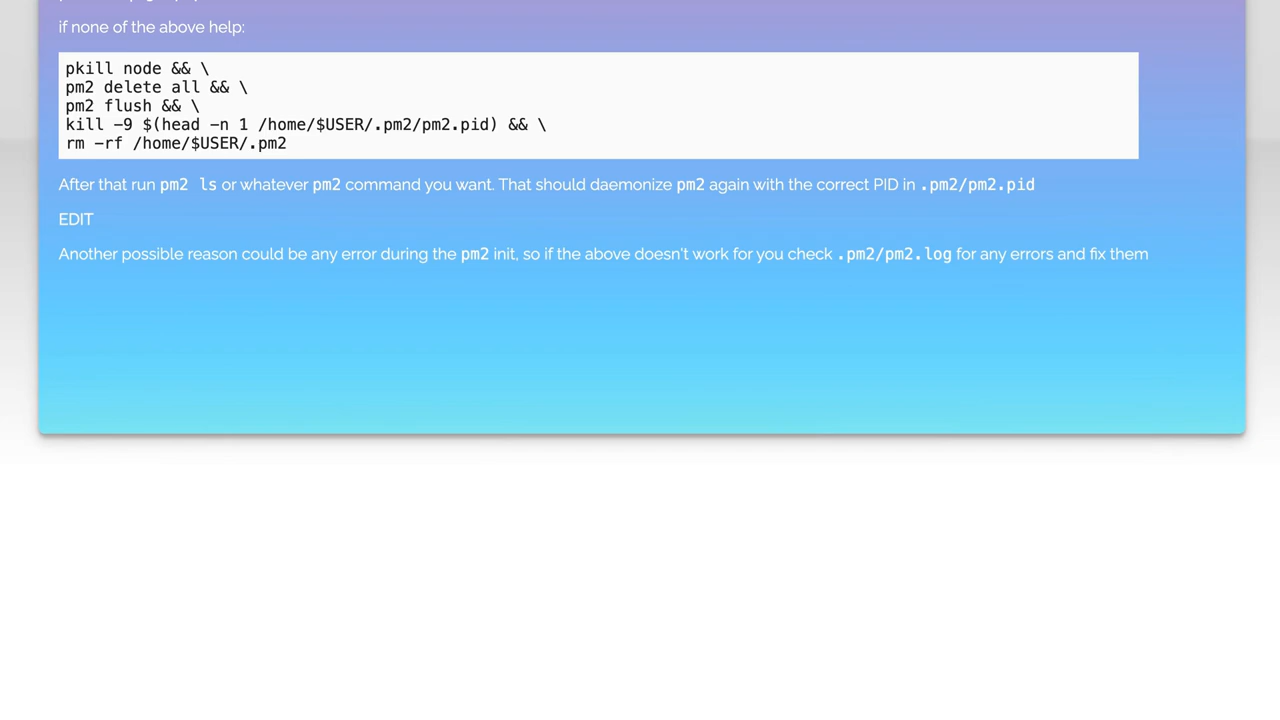 if none of the above help:
pkill node && \
pm2 delete all && \
pm2 flush && \
kill -9 $(head -n 1 /home/$USER/.pm2/pm2.pid) && \
rm -rf /home/$USER/.pm2
After that run pm2 ls or whatever pm2 command you want. That should daemonize pm2 again with the correct PID in .pm2/pm2.pid
EDIT
Another possible reason could be any error during the pm2 init, so if the above doesn't work for you check .pm2/pm2.log for any errors and fix them